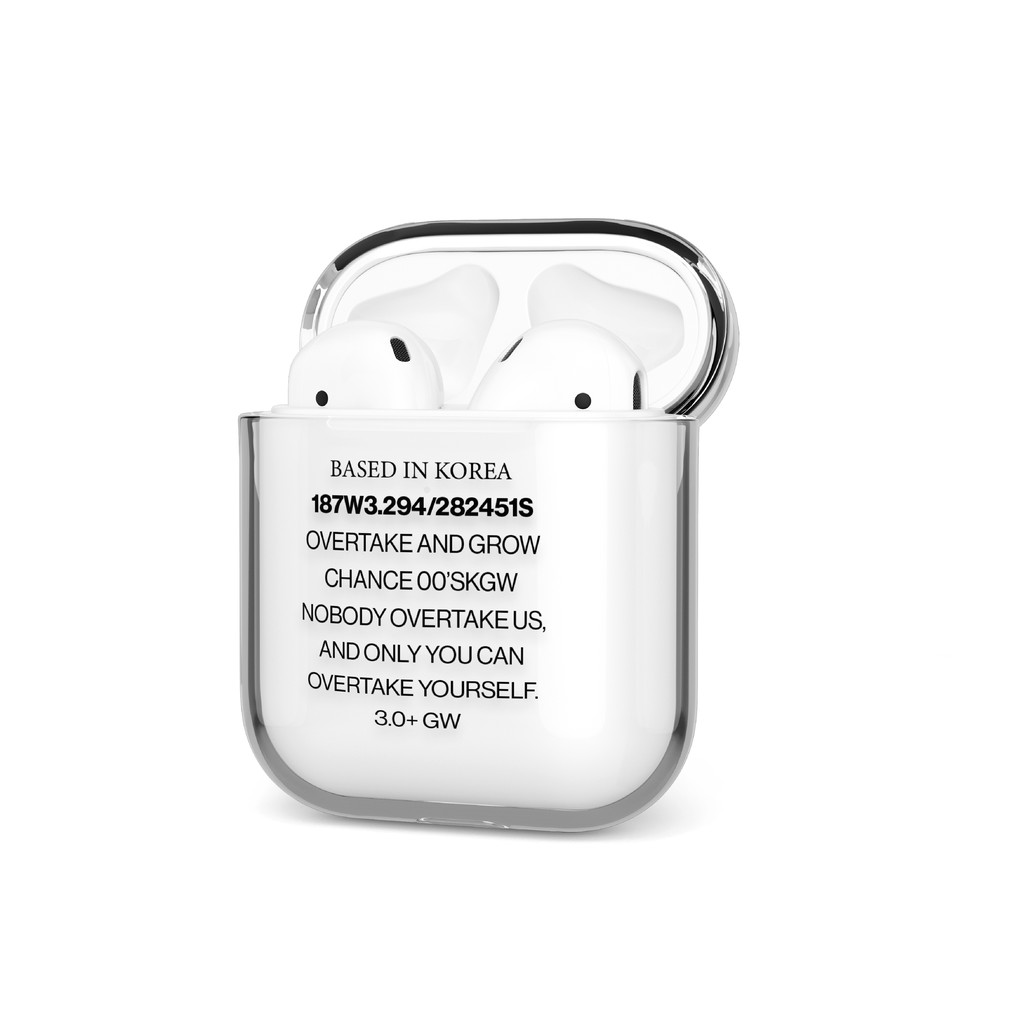 BASED IN KOREA
187W3.294/282451S
OVERTAKE AND GROW
CHANCE 00'SKGW
NOBODY OVERTAKE US,
AND ONLY YOU CAN
OVERTAKE YOURSELF.
3.0+ GW